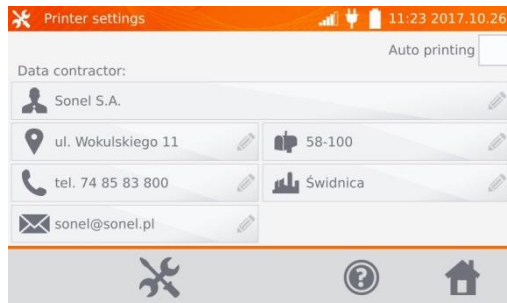 Printer settings
11:23 2017.10.26
Auto printing
Data contractor:
Sonel S.A.
ul. Wokulskiego 11
58-100
tel. 74 85 83 800
Świdnica
sonel@sonel.pl